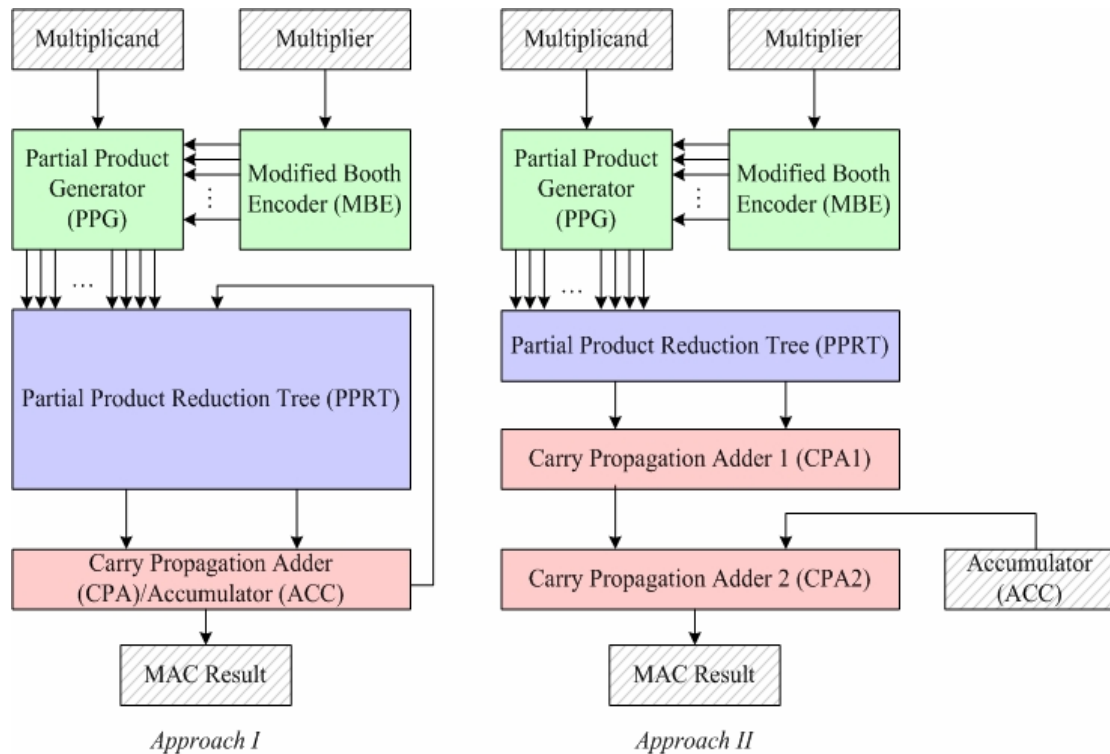 Multiplicand
Multiplier
Partial Product
Generator
(PPG)
Modified Booth
Encoder (MBE)
...
...
Partial Product Reduction Tree (PPRT)
Carry Propagation Adder
(CPA)/Accumulator (ACC)
MAC Result
Approach I
Multiplicand
Multiplier
Partial Product
Generator
(PPG)
Modified Booth
Encoder (MBE)
...
...
Partial Product Reduction Tree (PPRT)
Carry Propagation Adder 1 (CPA1)
Carry Propagation Adder 2 (CPA2)
Accumulator
(ACC)
MAC Result
Approach II